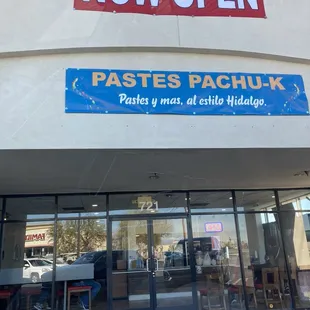 NOW OPEN
PASTES PACHU-K
Pastes y mas, al estilo Hidalgo.
721